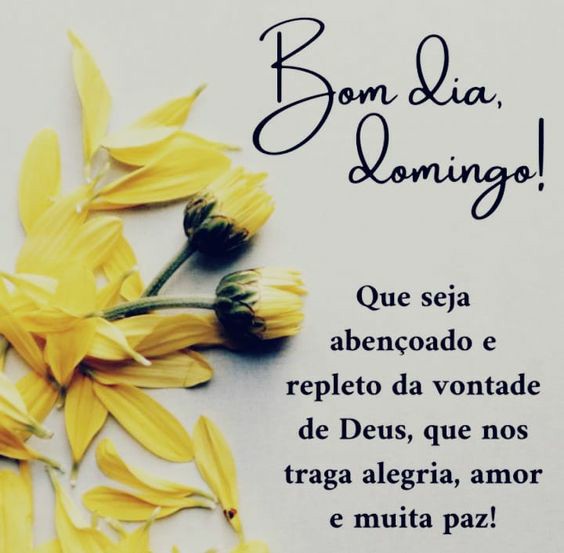 Bom dia,
domingo!
Que seja
abençoado e
repleto da vontade
de Deus, que nos
traga alegria, amor
e muita paz!